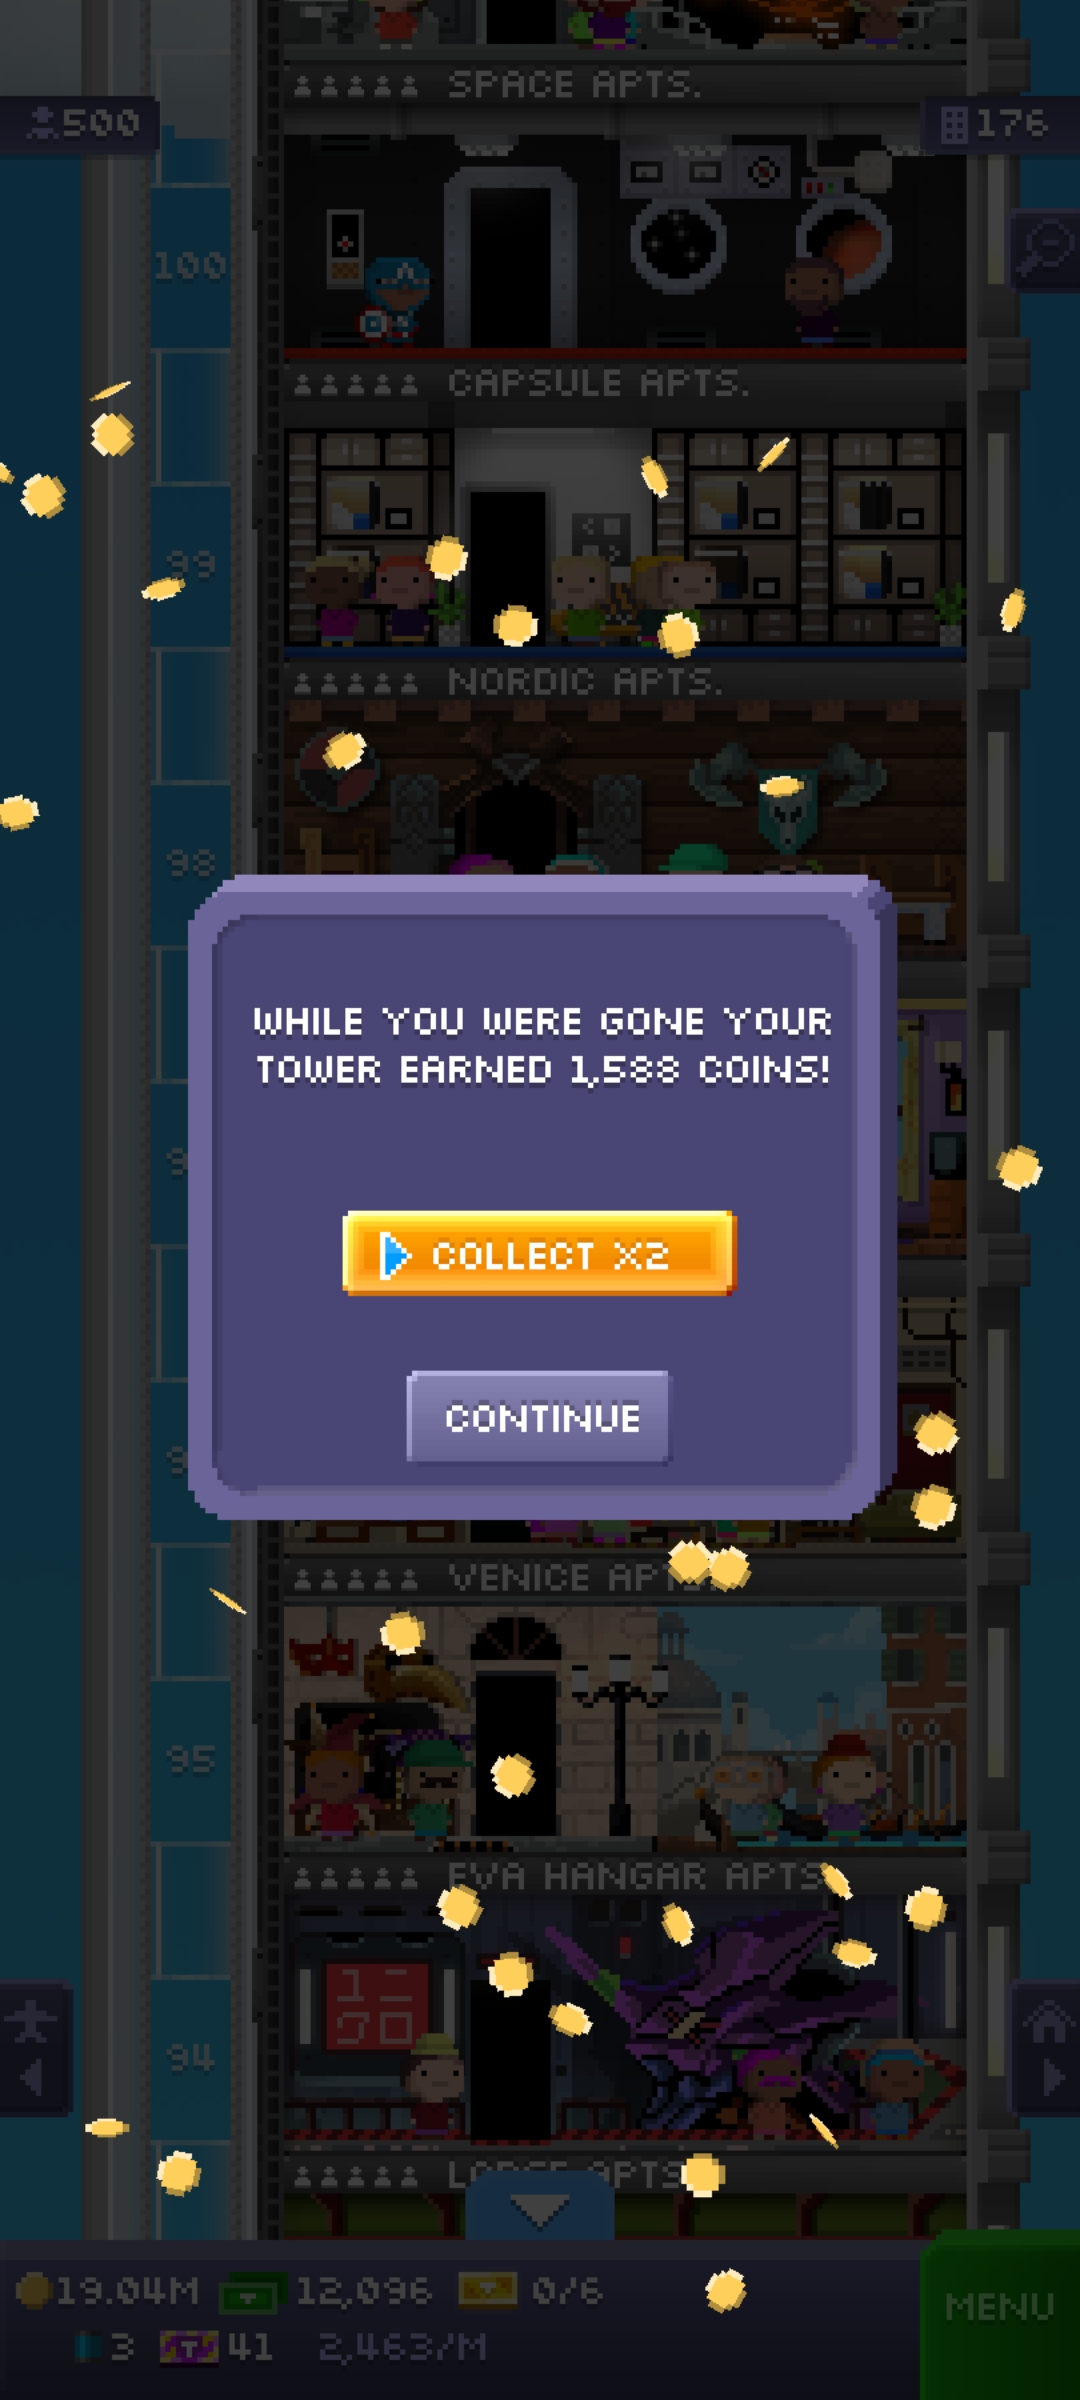 SPACE APTS.
500
176
100
CAPSULE APTS.
99
NORDIC APTS.
98
WHILE YOU WERE GONE YOUR
TOWER EARNED 1,588 COINS!
COLLECT X2
CONTINUE
VENICE
95
EVA HANGAR APTS
94
APTS
19.04M 12,096 0/6
MENU
3 41 2,463/M